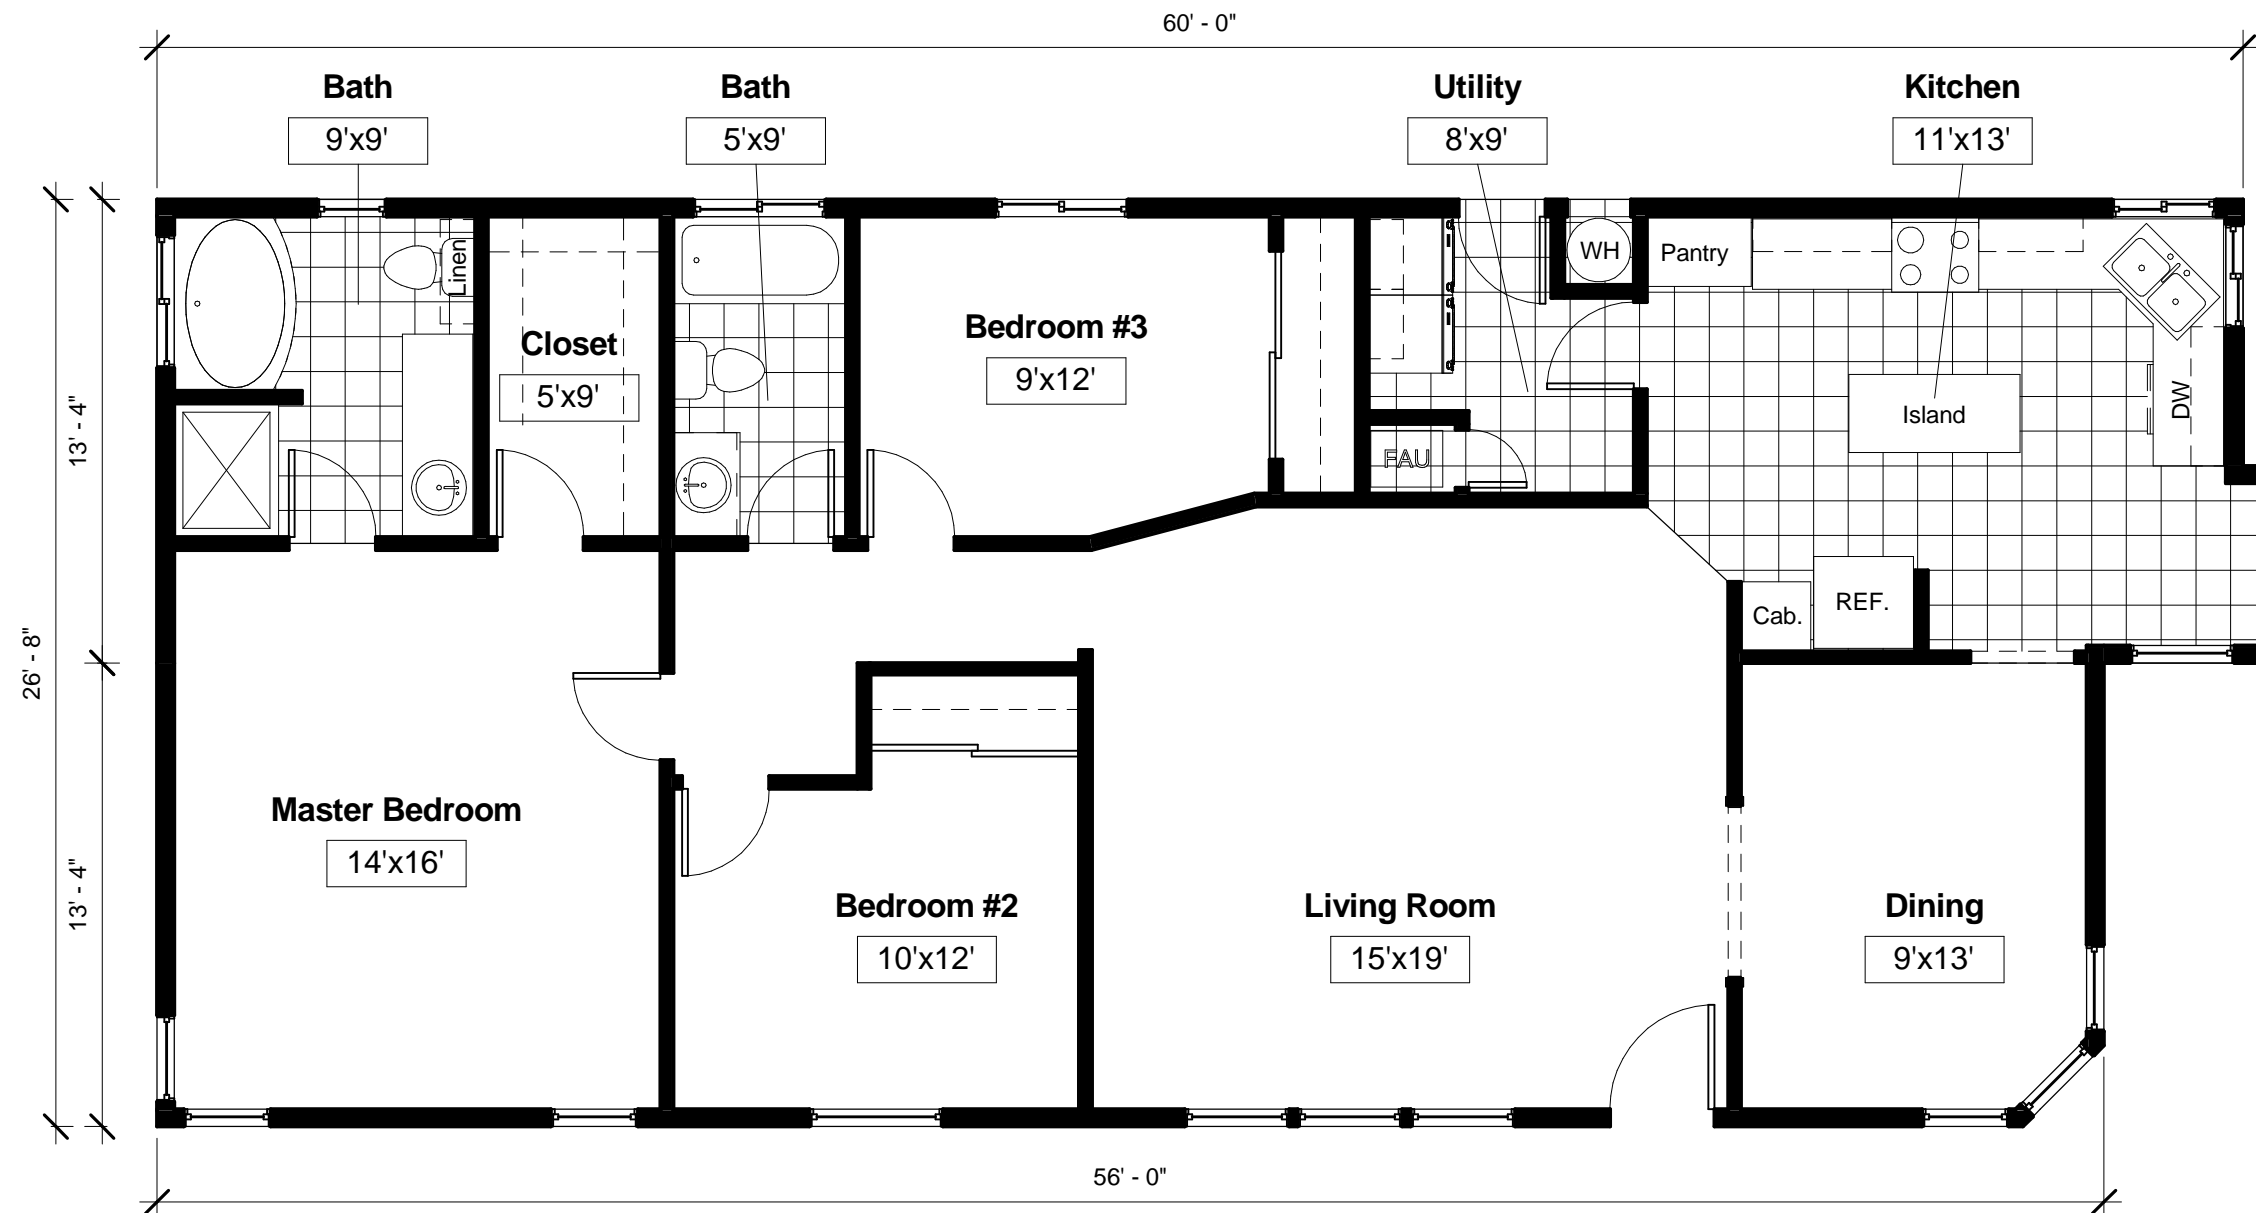 60' - 0"
Bath
9'x9'
Bath
5'x9'
Utility
8'x9'
Kitchen
11'x13'
Linen
WH
Pantry
Closet
5'x9'
Bedroom #3
9'x12'
Island
DW
FAU
13' - 4"
26' - 8"
Cab.
REF.
Master Bedroom
14'x16'
13' - 4"
Bedroom #2
10'x12'
Living Room
15'x19'
Dining
9'x13'
56' - 0"